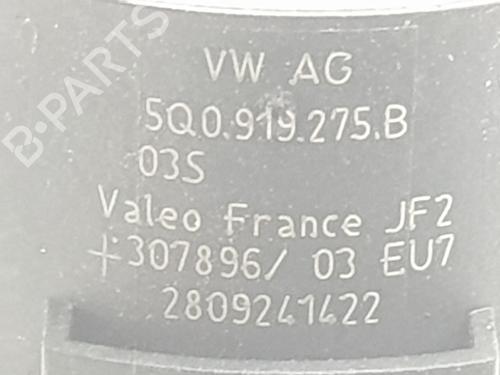 B-PARTS
VW AG
5Q0.919.275.B
03S
Valeo France JF2
+307896/ 03 EU7
2809241422